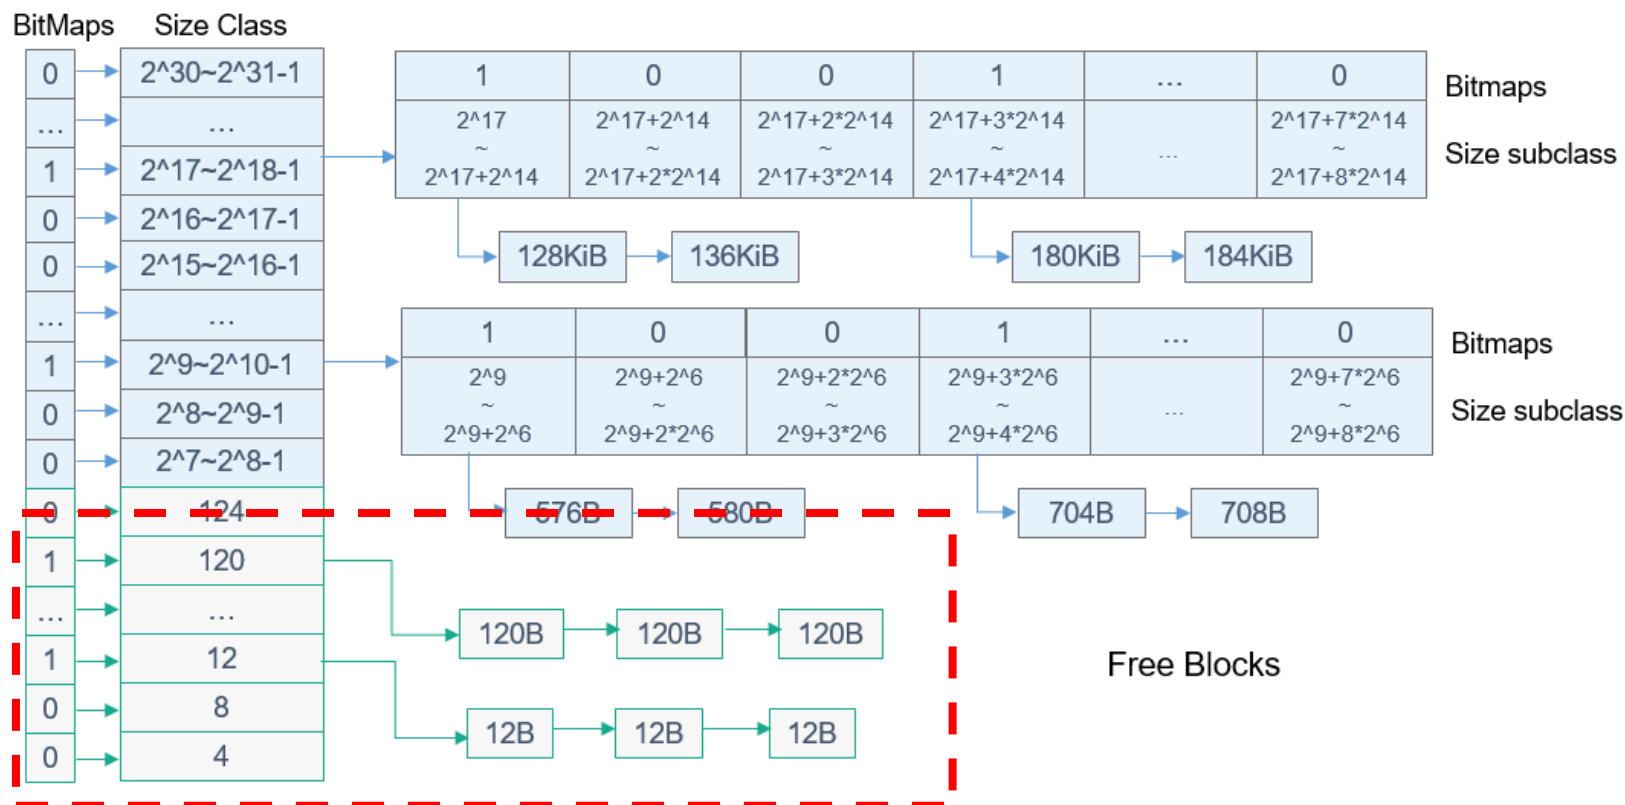 BitMaps Size Class
0 2^30~2^31-1
... ...
1 2^17~2^18-1
0 2^16~2^17-1
0 2^15~2^16-1
... ...
1 2^9~2^10-1
0 2^8~2^9-1
0 2^7~2^8-1
0 124
1 120
... ...
1 12
0 8
0 4
1 0 0 1 ... 0 Bitmaps
2^17 2^17+2^14 2^17+2*2^14 2^17+3*2^14 2^17+7*2^14
~ ~ ~ ~ ... ~ Size subclass
2^17+2^14 2^17+2*2^14 2^17+3*2^14 2^17+4*2^14 2^17+8*2^14
128KiB 136KiB 180KiB 184KiB
1 0 0 1 ... 0 Bitmaps
2^9 2^9+2^6 2^9+2*2^6 2^9+3*2^6 2^9+7*2^6
~ ~ ~ ~ ... ~ Size subclass
2^9+2^6 2^9+2*2^6 2^9+3*2^6 2^9+4*2^6 2^9+8*2^6
576B 580B 704B 708B
120B 120B 120B
12B 12B 12B
Free Blocks